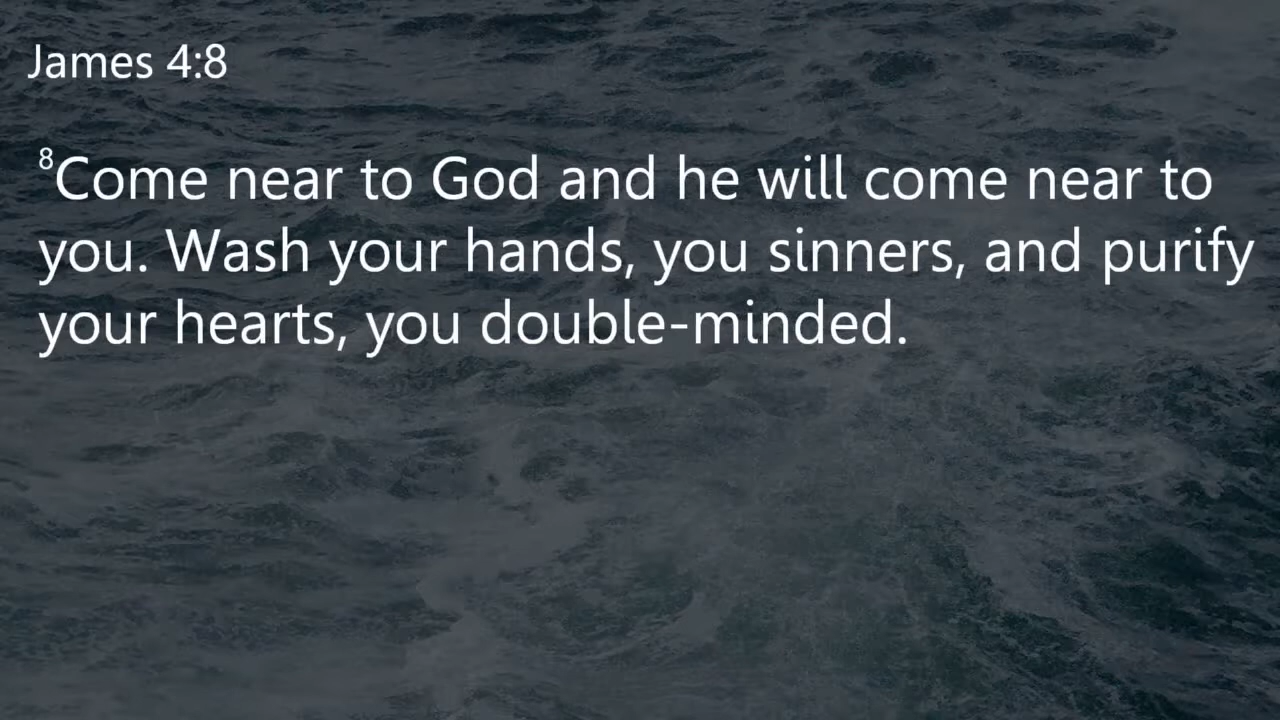 James 4:8
8Come near to God and he will come near to
you. Wash your hands, you sinners, and purify
your hearts, you double-minded.